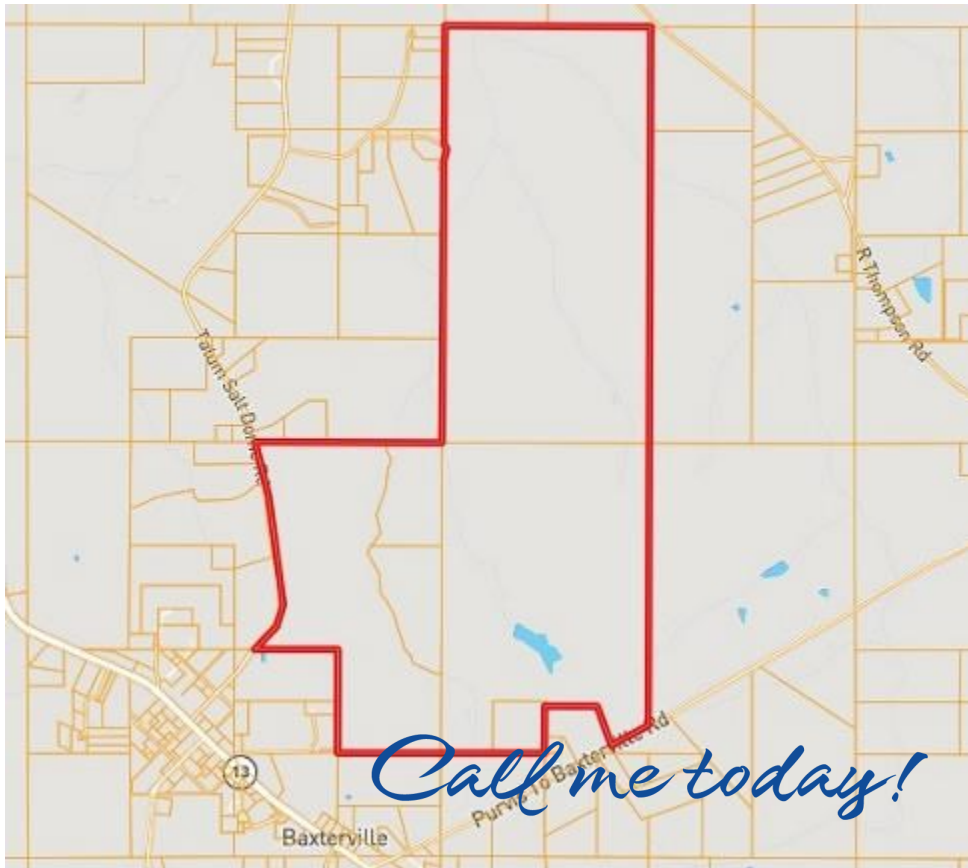 R Thompson Rd
Tatum Salt Dome Rd
Purvis To Baxterville Rd
Call me today!
13
Baxterville